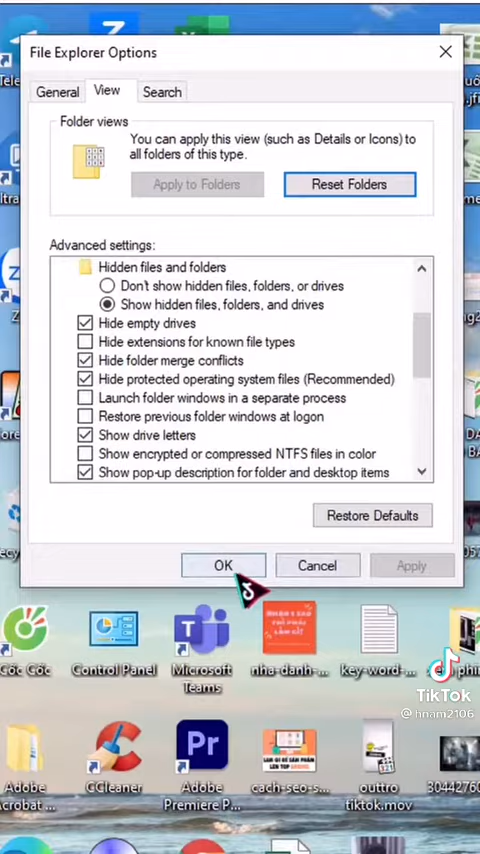 File Explorer Options
General
View
Search
Folder views
You can apply this view (such as Details or Icons) to
all folders of this type.
Apply to Folders
Reset Folders
Advanced settings:
Hidden files and folders
Don't show hidden files, folders, or drives
Show hidden files, folders, and drives
Hide empty drives
Hide extensions for known file types
Hide folder merge conflicts
Hide protected operating system files (Recommended)
Launch folder windows in a separate process
Restore previous folder windows at logon
Show drive letters
Show encrypted or compressed NTFS files in color
Show pop-up description for folder and desktop items
Restore Defaults
OK
Cancel
Apply
Cốc Cốc
Control Panel
Microsoft
Teams
nha-danh-...
key-word-...
TikTok
@hnam2106
Adobe
Acrobat ...
CCleaner
Pr
Adobe
Premiere P...
cach-seo-s...
outtro
tiktok.mov
30442760